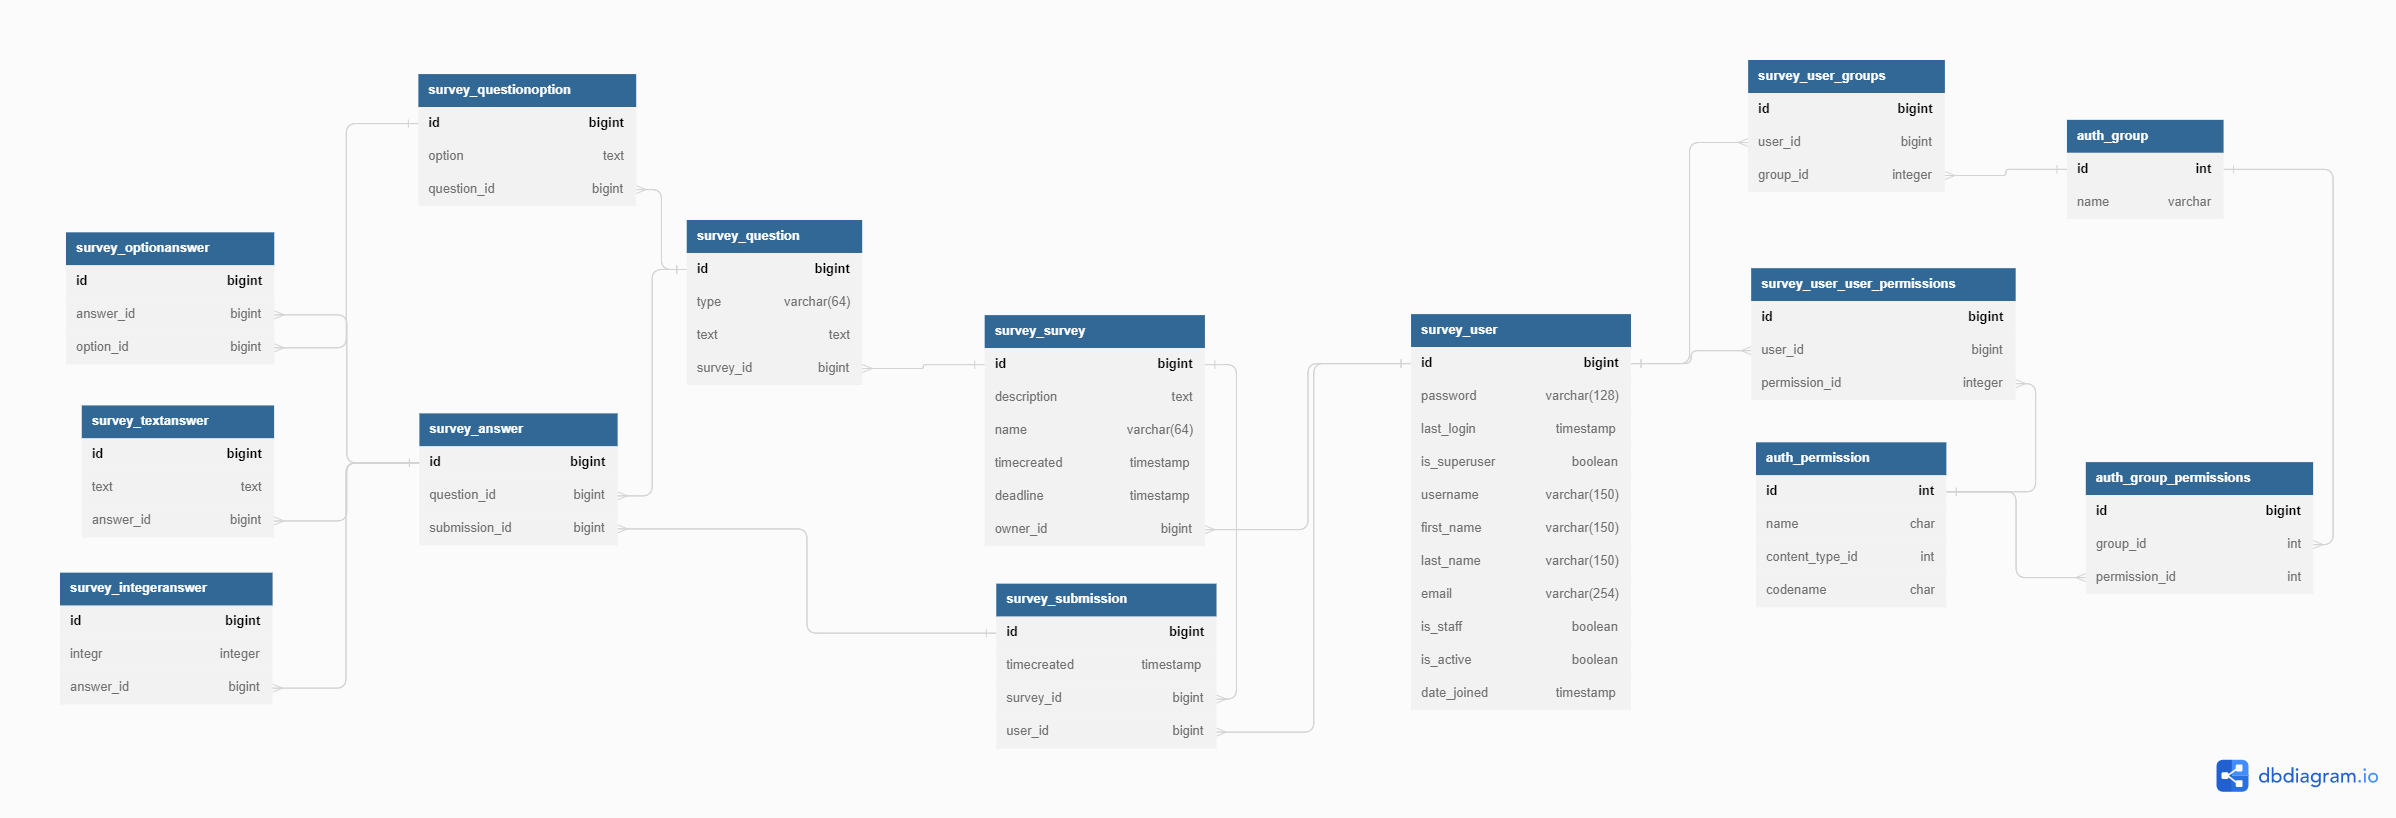 survey_questionoption
id bigint
option text
question_id bigint
survey_optionanswer
id bigint
answer_id bigint
option_id bigint
survey_textanswer
id bigint
text text
answer_id bigint
survey_integeranswer
id bigint
integr integer
answer_id bigint
survey_answer
id bigint
question_id bigint
submission_id bigint
survey_question
id bigint
type varchar(64)
text text
survey_id bigint
survey_survey
id bigint
description text
name varchar(64)
timecreated timestamp
deadline timestamp
owner_id bigint
survey_submission
id bigint
timecreated timestamp
survey_id bigint
user_id bigint
survey_user
id bigint
password varchar(128)
last_login timestamp
is_superuser boolean
username varchar(150)
first_name varchar(150)
last_name varchar(150)
email varchar(254)
is_staff boolean
is_active boolean
date_joined timestamp
survey_user_groups
id bigint
user_id bigint
group_id integer
auth_group
id int
name varchar
survey_user_user_permissions
id bigint
user_id bigint
permission_id integer
auth_permission
id int
name char
content_type_id int
codename char
auth_group_permissions
id bigint
group_id int
permission_id int
dbdiagram.io